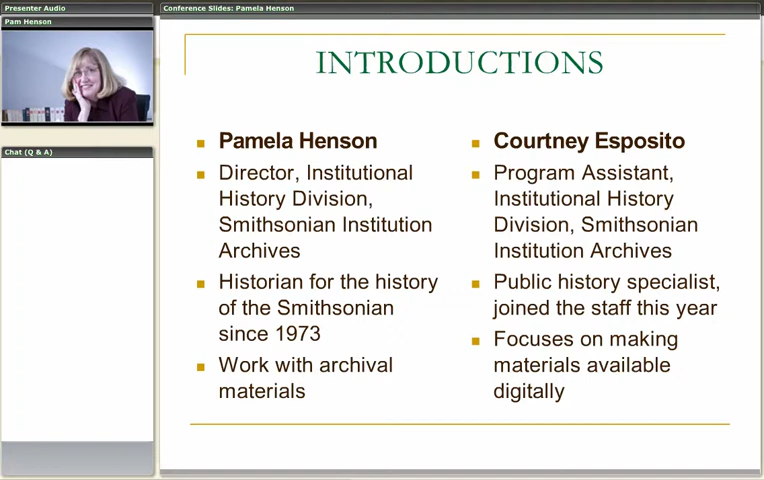 Presenter Audio
Conference Slides: Pamela Henson
Pam Henson
Chat (Q & A)
INTRODUCTIONS
Pamela Henson
Director, Institutional
History Division,
Smithsonian Institution
Archives
Historian for the history
of the Smithsonian
since 1973
Work with archival
materials
Courtney Esposito
Program Assistant,
Institutional History
Division, Smithsonian
Institution Archives
Public history specialist,
joined the staff this year
Focuses on making
materials available
digitally